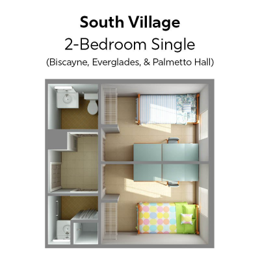 South Village
2-Bedroom Single
(Biscayne, Everglades, & Palmetto Hall)